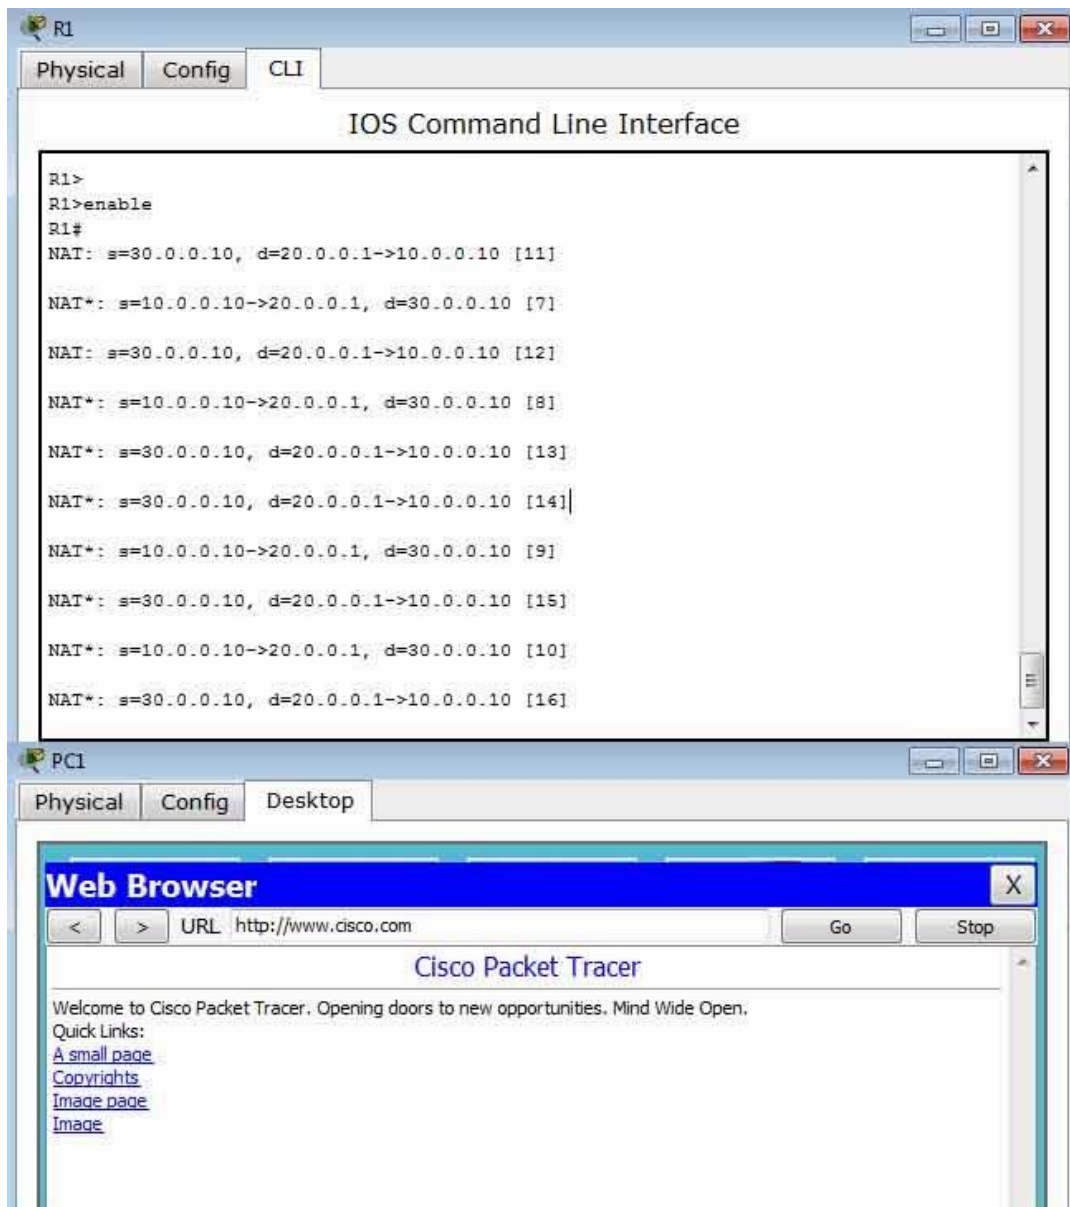 R1
Physical Config CLI
IOS Command Line Interface
R1>
R1>enable
R1#
NAT: s=30.0.0.10, d=20.0.0.1->10.0.0.10 [11]
NAT*: s=10.0.0.10->20.0.0.1, d=30.0.0.10 [7]
NAT: s=30.0.0.10, d=20.0.0.1->10.0.0.10 [12]
NAT*: s=10.0.0.10->20.0.0.1, d=30.0.0.10 [8]
NAT*: s=30.0.0.10, d=20.0.0.1->10.0.0.10 [13]
NAT*: s=30.0.0.10, d=20.0.0.1->10.0.0.10 [14]
NAT*: s=10.0.0.10->20.0.0.1, d=30.0.0.10 [9]
NAT*: s=30.0.0.10, d=20.0.0.1->10.0.0.10 [15]
NAT*: s=10.0.0.10->20.0.0.1, d=30.0.0.10 [10]
NAT*: s=30.0.0.10, d=20.0.0.1->10.0.0.10 [16]
PC1
Physical Config Desktop
Web Browser X
< > URL http://www.cisco.com Go Stop
Cisco Packet Tracer
Welcome to Cisco Packet Tracer. Opening doors to new opportunities. Mind Wide Open.
Quick Links:
A small page
Copyrights
Image page
Image